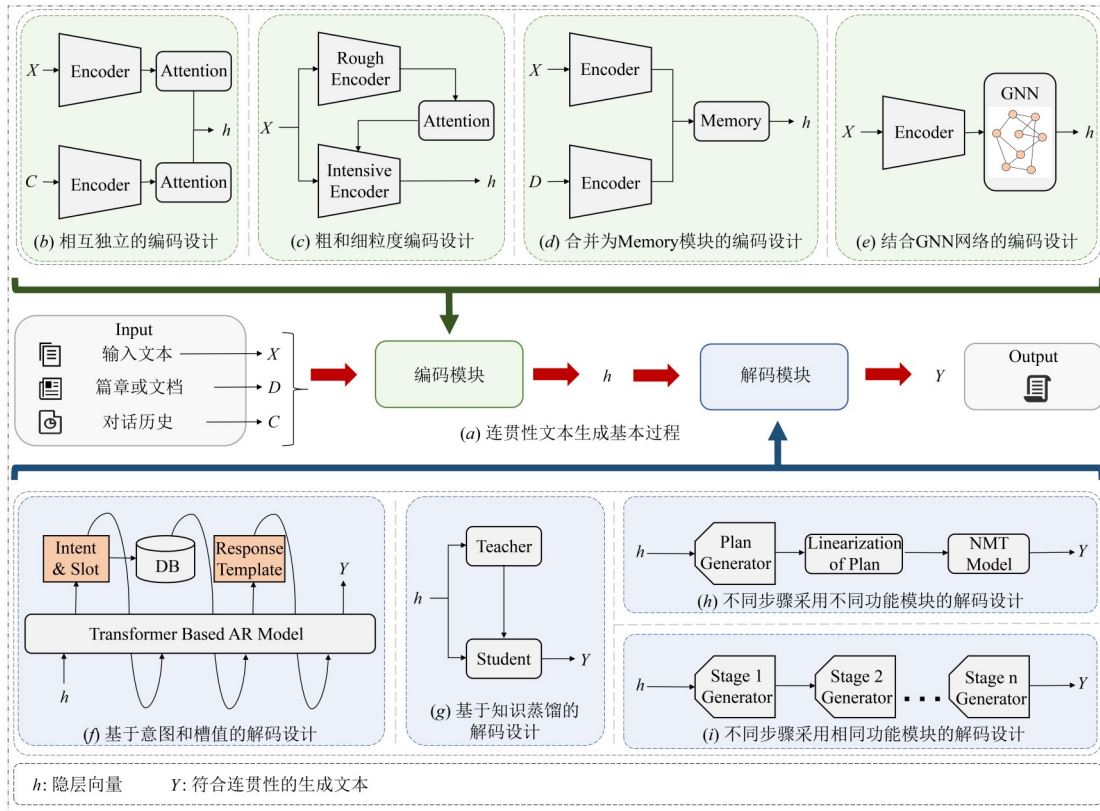 X
Encoder
Attention
h
C
Encoder
Attention
(b) 相互独立的编码设计
X
Rough
Encoder
Attention
Intensive
Encoder
h
(c) 粗和细粒度编码设计
X
Encoder
Memory
h
D
Encoder
(d) 合并为Memory模块的编码设计
X
Encoder
GNN
h
(e) 结合GNN网络的编码设计
Input
输入文本 X
篇章或文档 D
对话历史 C
编码模块
h
解码模块
Y
Output
(a) 连贯性文本生成基本过程
Intent
& Slot
DB
Response
Template
Y
Transformer Based AR Model
h
(f) 基于意图和槽值的解码设计
Teacher
h
Student
Y
(g) 基于知识蒸馏的
解码设计
h
Plan
Generator
Linearization
of Plan
NMT
Model
Y
(h) 不同步骤采用不同功能模块的解码设计
h
Stage 1
Generator
Stage 2
Generator
Stage n
Generator
Y
(i) 不同步骤采用相同功能模块的解码设计
h: 隐层向量 Y: 符合连贯性的生成文本